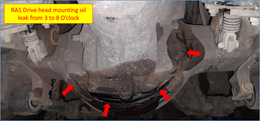 RA1 Drive head mounting oil
leak from 3 to 8 O'clock